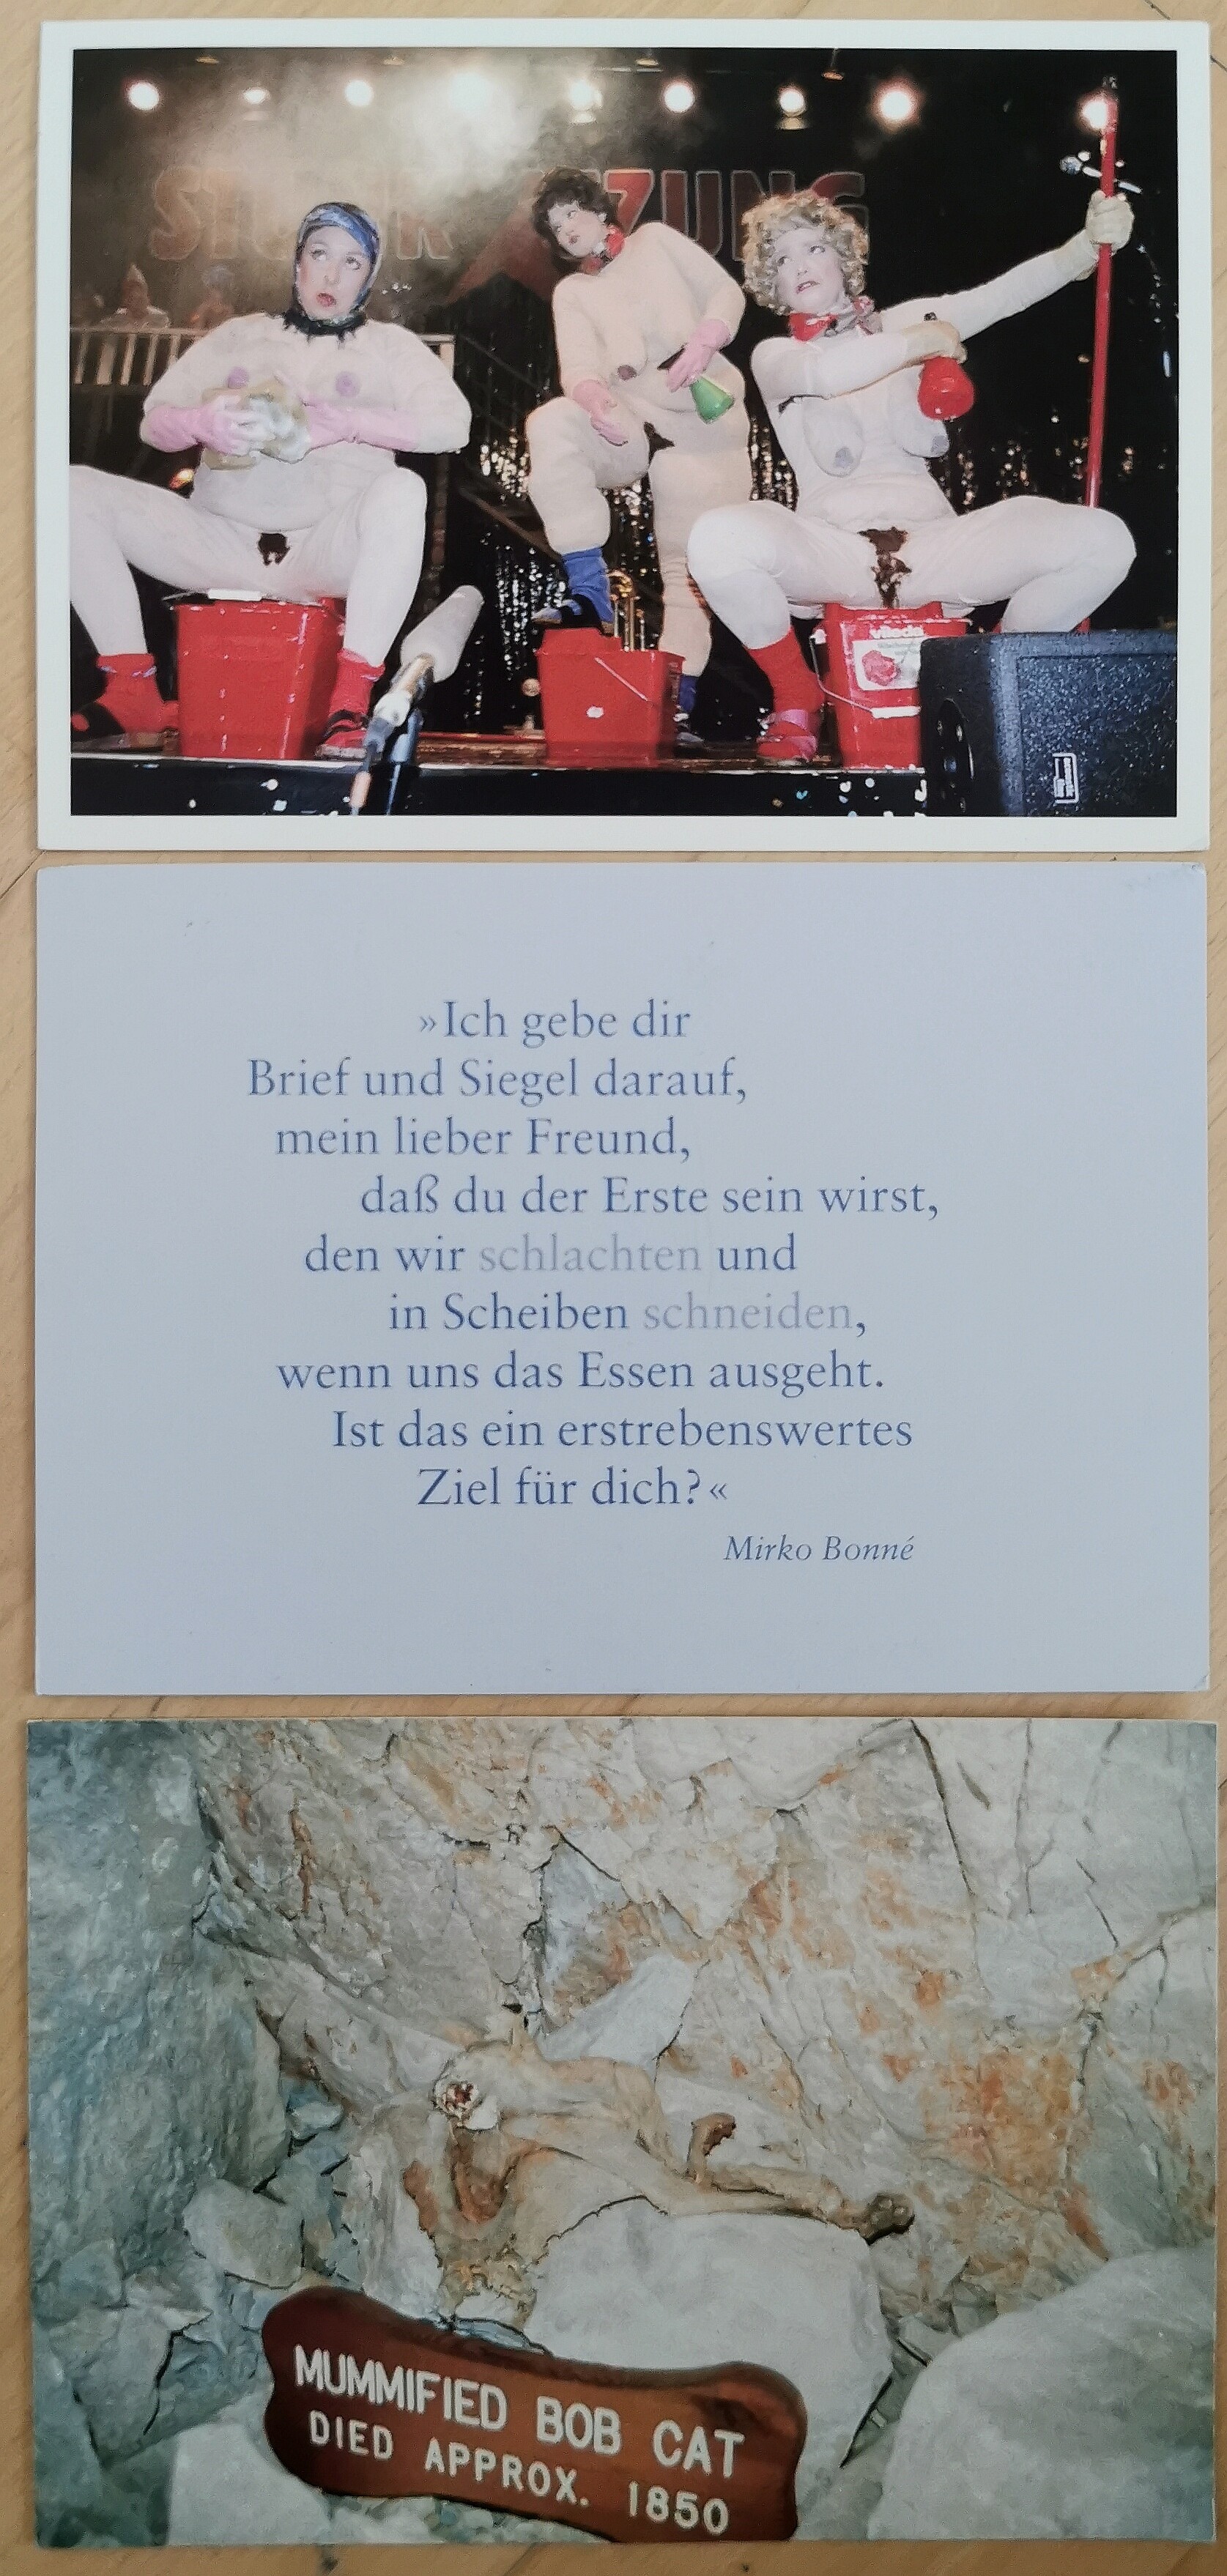 »Ich gebe dir
Brief und Siegel darauf,
mein lieber Freund,
daß du der Erste sein wirst,
den wir schlachten und
in Scheiben schneiden,
wenn uns das Essen ausgeht.
Ist das ein erstrebenswertes
Ziel für dich?«
Mirko Bonné
MUMMIFIED BOB CAT
DIED APPROX. 1850